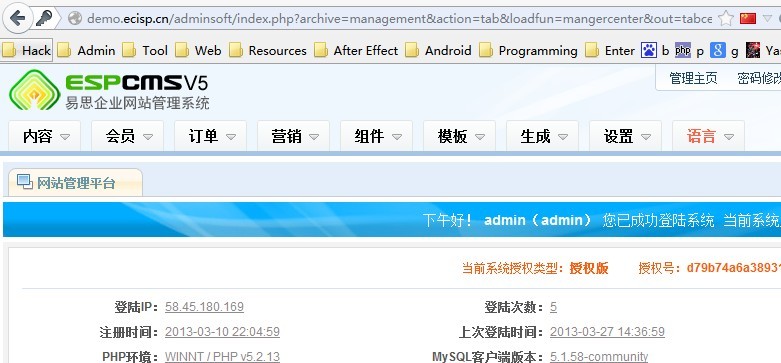 demo.ecisp.cn/adminsoft/index.php?archive=management&action=tab&loadfun=mangercenter&out=tabce
Hack Admin Tool Web Resources After Effect Android Programming Enter b p g Yas
ESPCMS V5 管理主页 密码修改
易思企业网站管理系统
内容 会员 订单 营销 组件 模板 生成 设置 语言
网站管理平台
下午好！ admin（admin） 您已成功登陆系统 当前系统
当前系统授权类型：授权版 授权号：d79b74a6a3893
登陆IP：58.45.180.169 登陆次数：5
注册时间：2013-03-10 22:04:59 上次登陆时间：2013-03-27 14:36:59
PHP环境：WINNT / PHP v5.2.13 MySQL客户端版本：5.1.58-community